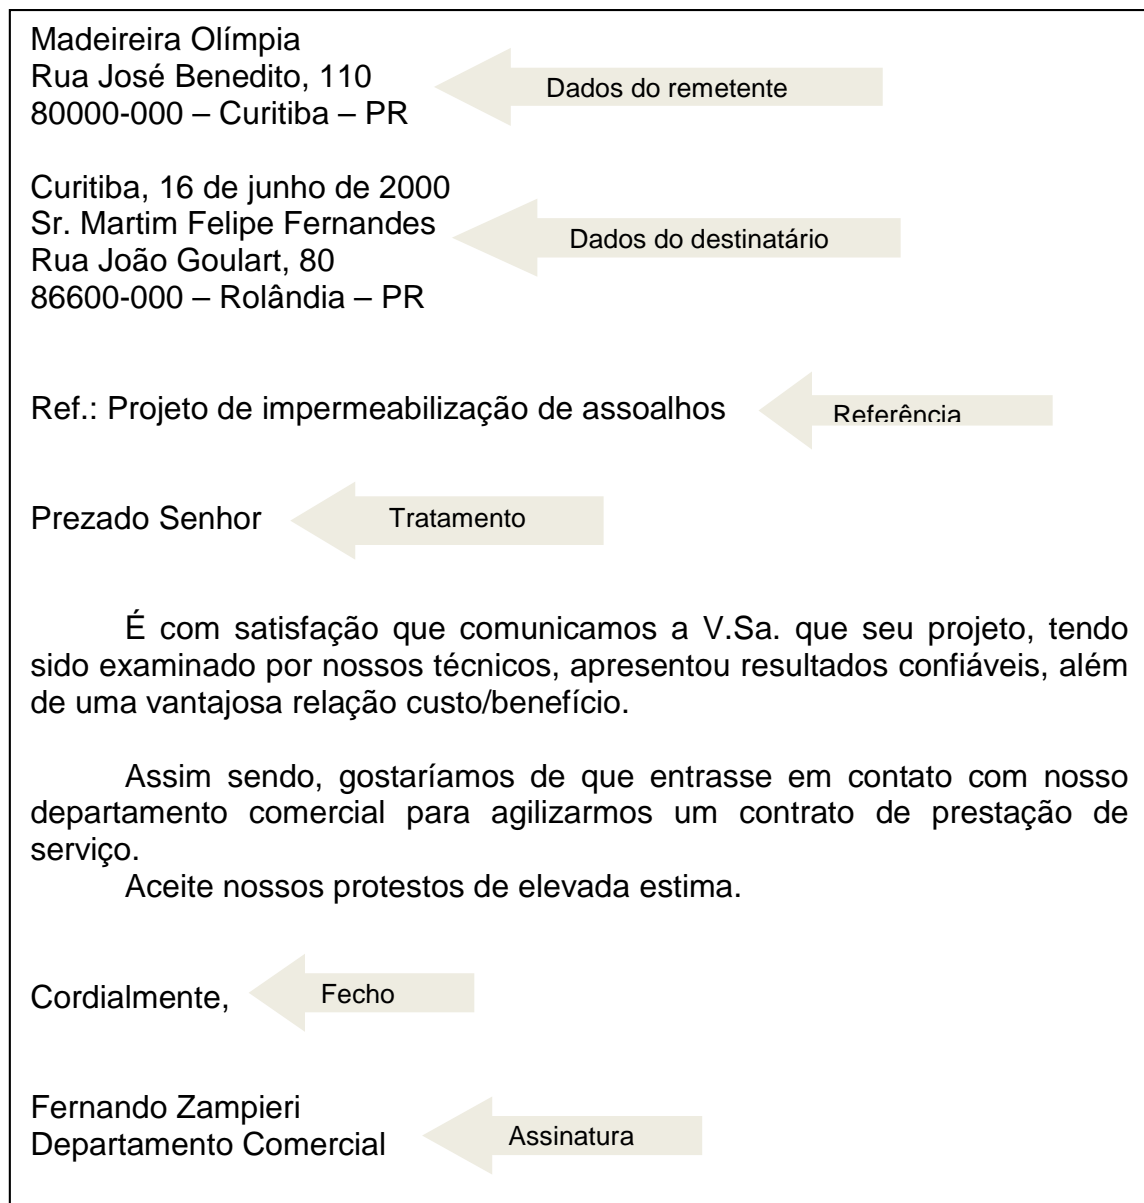 Madeireira Olímpia
Rua José Benedito, 110
80000-000 – Curitiba – PR
Dados do remetente
Curitiba, 16 de junho de 2000
Sr. Martim Felipe Fernandes
Rua João Goulart, 80
86600-000 – Rolândia – PR
Dados do destinatário
Ref.: Projeto de impermeabilização de assoalhos
Referência
Prezado Senhor
Tratamento
É com satisfação que comunicamos a V.Sa. que seu projeto, tendo
sido examinado por nossos técnicos, apresentou resultados confiáveis, além
de uma vantajosa relação custo/benefício.
Assim sendo, gostaríamos de que entrasse em contato com nosso
departamento comercial para agilizarmos um contrato de prestação de
serviço.
Aceite nossos protestos de elevada estima.
Cordialmente,
Fecho
Fernando Zampieri
Departamento Comercial
Assinatura